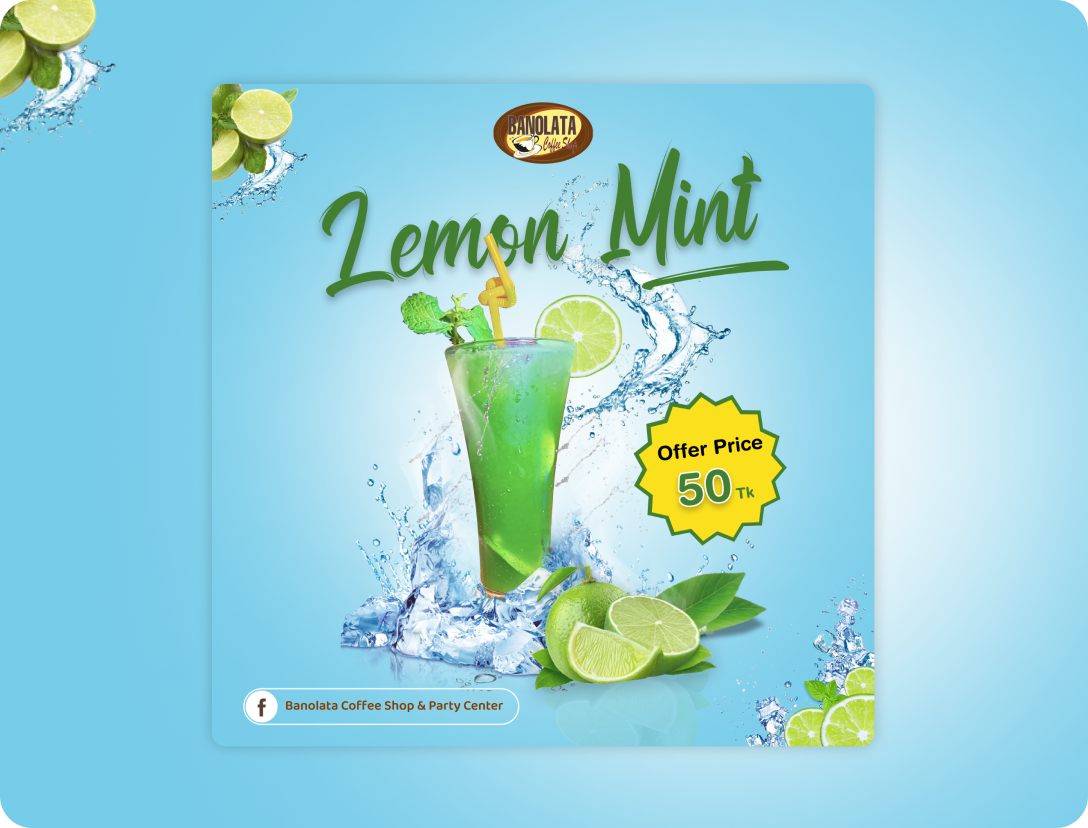 BANOLATA
Coffee Shop
Lemon Mint
Offer Price
50 Tk
f Banolata Coffee Shop & Party Center